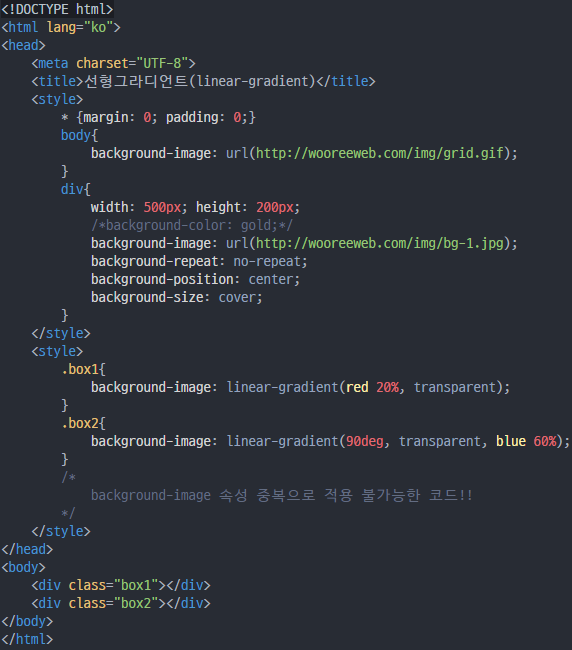 <!DOCTYPE html>
<html lang="ko">
<head>
    <meta charset="UTF-8">
    <title>선형그라디언트(linear-gradient)</title>
    <style>
        * {margin: 0; padding: 0;}
        body{
            background-image: url(http://wooreeweb.com/img/grid.gif);
        }
        div{
            width: 500px; height: 200px;
            /*background-color: gold;*/
            background-image: url(http://wooreeweb.com/img/bg-1.jpg);
            background-repeat: no-repeat;
            background-position: center;
            background-size: cover;
        }
    </style>
    <style>
        .box1{
            background-image: linear-gradient(red 20%, transparent);
        }
        .box2{
            background-image: linear-gradient(90deg, transparent, blue 60%);
        }
        /*
            background-image 속성 중복으로 적용 불가능한 코드!!
        */
    </style>
</head>
<body>
    <div class="box1"></div>
    <div class="box2"></div>
</body>
</html>